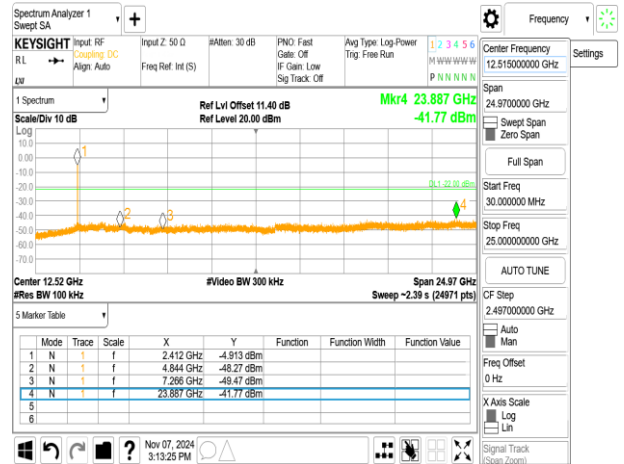 Spectrum Analyzer 1
Swept SA
Frequency
KEYSIGHT
Input: RF
Coupling: DC
Align: Auto
Input Z: 50 Ω
Freq Ref: Int (S)
#Atten: 30 dB
PNO: Fast
Gate: Off
IF Gain: Low
Sig Track: Off
Avg Type: Log-Power
Trig: Free Run
1 2 3 4 5 6
M W W W W W
P N N N N N
RL
LW
Center Frequency
12.515000000 GHz
Settings
Span
24.9700000 GHz
Swept Span
Zero Span
Full Span
Start Freq
30.000000 MHz
Stop Freq
25.000000000 GHz
AUTO TUNE
CF Step
2.497000000 GHz
Auto
Man
Freq Offset
0 Hz
X Axis Scale
Log
Lin
Signal Track
(Span Zoom)
1 Spectrum
Scale/Div 10 dB
Log
Ref Lvl Offset 11.40 dB
Ref Level 20.00 dBm
Mkr4 23.887 GHz
-41.77 dBm
10.0
0.00
-10.0
-20.0
-30.0
-40.0
-50.0
-60.0
-70.0
1
2
3
4
DL1 -22.00 dBm
Center 12.52 GHz
#Res BW 100 kHz
#Video BW 300 kHz
Span 24.97 GHz
Sweep ~2.39 s (24971 pts)
5 Marker Table
Mode Trace Scale X Y Function Function Width Function Value
1 N 1 f 2.412 GHz -4.913 dBm
2 N 1 f 4.844 GHz -48.27 dBm
3 N 1 f 7.266 GHz -49.47 dBm
4 N 1 f 23.887 GHz -41.77 dBm
5
6
Nov 07, 2024
3:13:25 PM